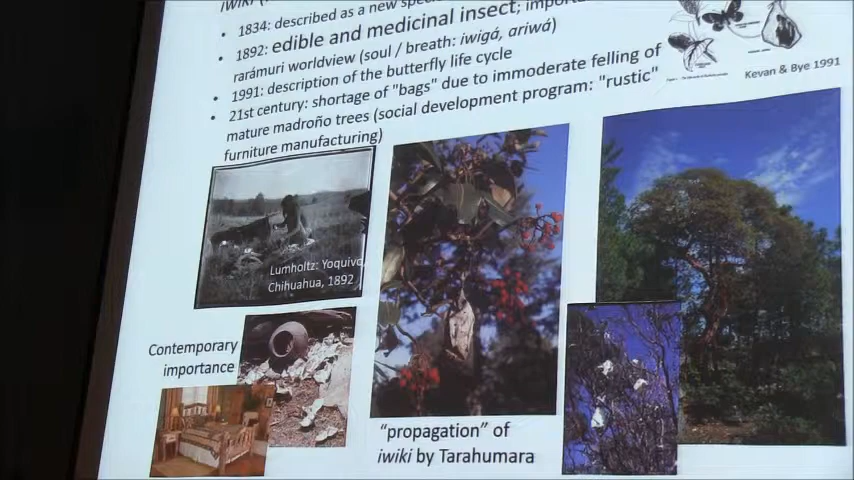 IWIKI
• 1834: described as a new
• 1892: edible and medicinal insect;
rarámuri worldview (soul / breath: iwigá, ariwá)
• 1991: description of the butterfly life cycle
• 21st century: shortage of "bags" due to immoderate felling of
mature madroño trees (social development program: "rustic"
furniture manufacturing)
Kevan & Bye 1991
Lumholtz: Yoquivo,
Chihuahua, 1892
Contemporary
importance
"propagation" of
iwiki by Tarahumara